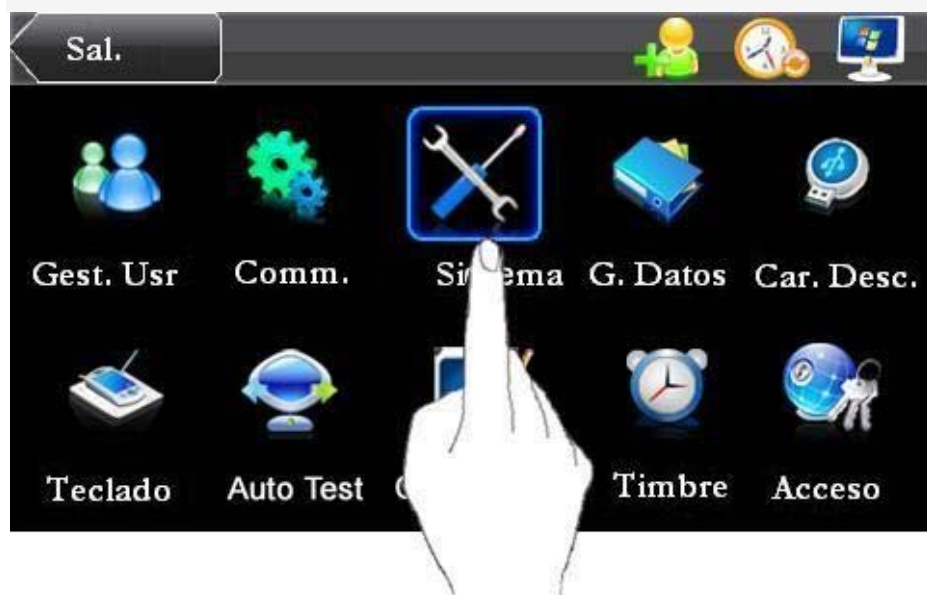 Sal.
Gest. Usr Comm. G. Datos Car. Desc.
Teclado Auto Test Timbre Acceso